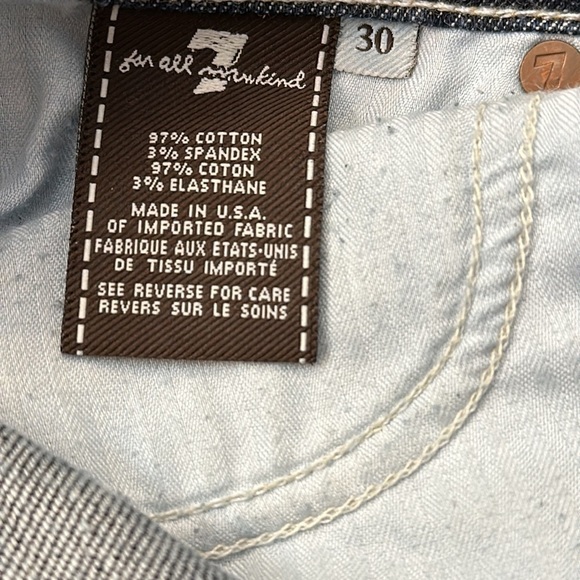 for all 7 mankind
30
7
97% COTTON
3% SPANDEX
97% COTON
3% ELASTHANE
MADE IN U.S.A.
OF IMPORTED FABRIC
FABRIQUE AUX ETATS-UNIS
DE TISSU IMPORTÉ
SEE REVERSE FOR CARE
REVERS SUR LE SOINS